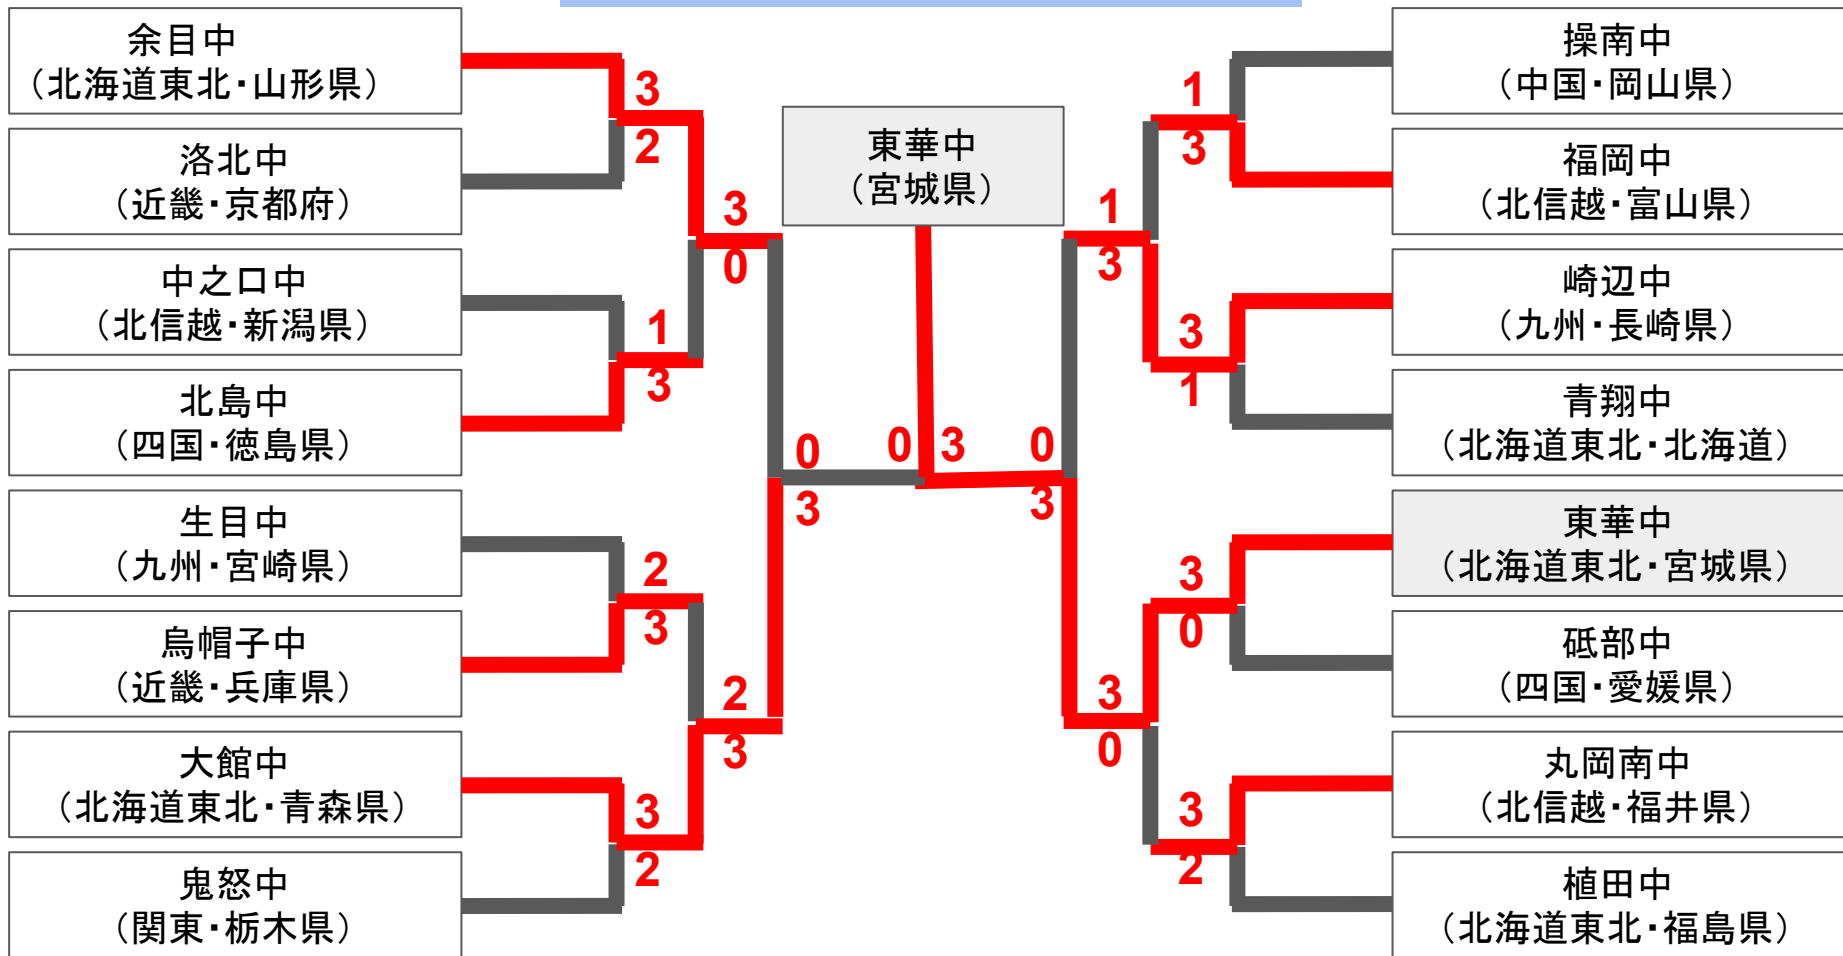 余目中
（北海道東北・山形県）
洛北中
（近畿・京都府）
中之口中
（北信越・新潟県）
北島中
（四国・徳島県）
生目中
（九州・宮崎県）
烏帽子中
（近畿・兵庫県）
大館中
（北海道東北・青森県）
鬼怒中
（関東・栃木県）
3
2
1
3
2
3
3
2
3
0
2
3
0
3
東華中
（宮城県）
0
3
0
3
1
3
3
0
1
3
3
1
3
0
3
2
操南中
（中国・岡山県）
福岡中
（北信越・富山県）
崎辺中
（九州・長崎県）
青翔中
（北海道東北・北海道）
東華中
（北海道東北・宮城県）
砥部中
（四国・愛媛県）
丸岡南中
（北信越・福井県）
植田中
（北海道東北・福島県）